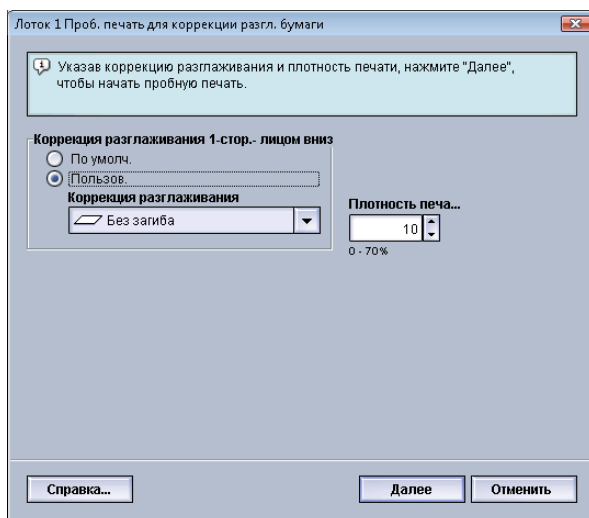 Лоток 1 Проб. печать для коррекции разгл. бумаги
Указав коррекцию разглаживания и плотность печати, нажмите "Далее",
чтобы начать пробную печать.
Коррекция разглаживания 1-стор.- лицом вниз
По умолч.
Пользов.
Коррекция разглаживания
Без загиба
Плотность печа...
10
0 - 70%
Справка...
Далее
Отменить